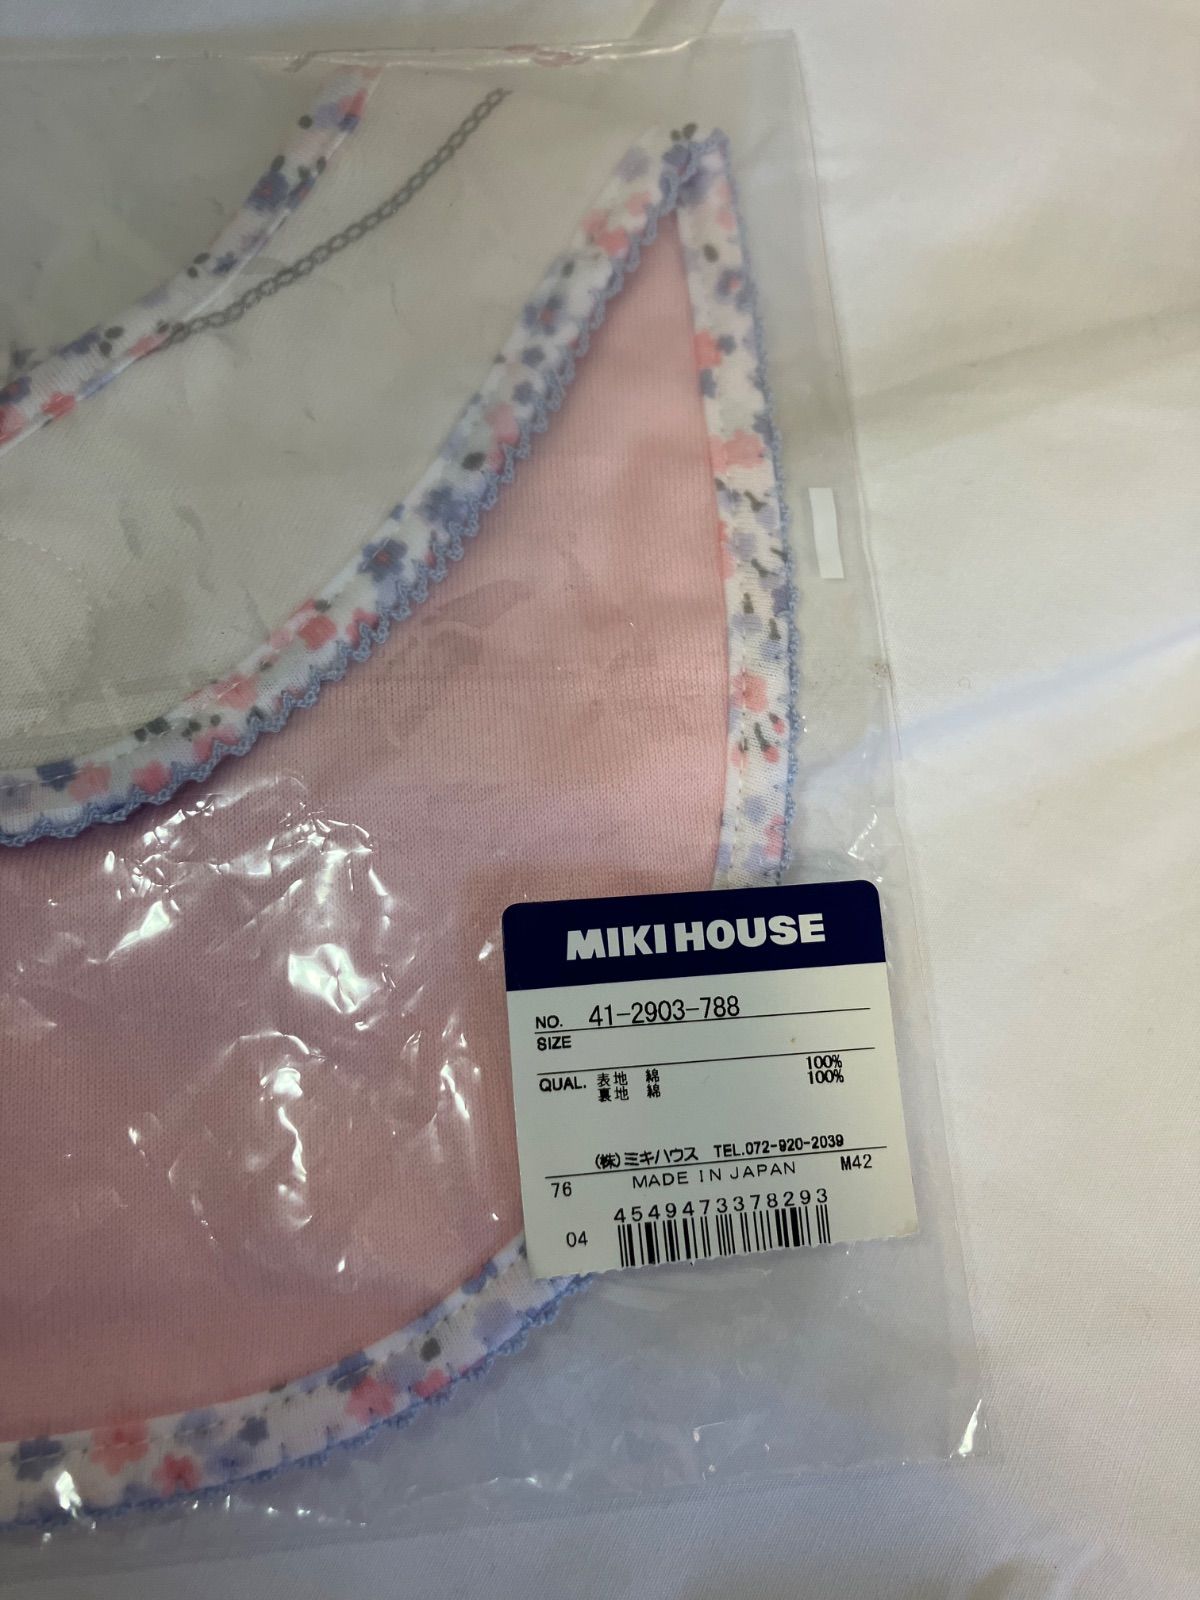 MIKI HOUSE
NO. 41-2903-788
SIZE
QUAL. 表地 綿 100%
裏地 綿 100%
(株)ミキハウス TEL.072-920-2039
76 MADE IN JAPAN M42
4549473378293
04